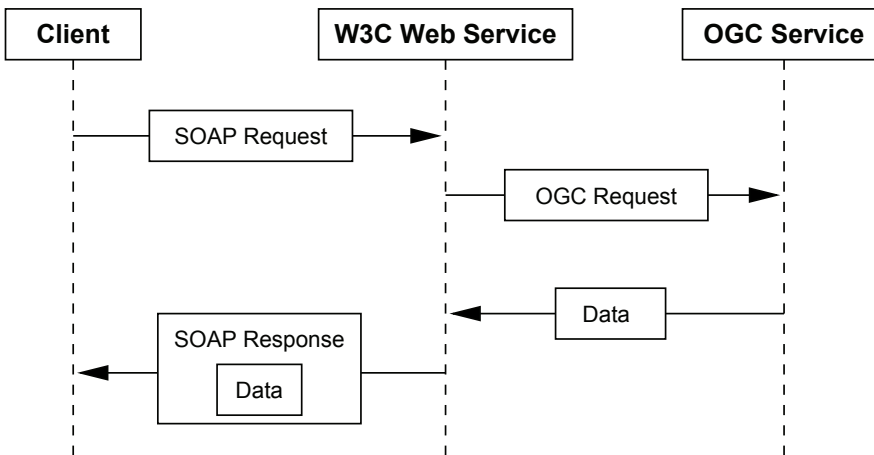 Client
W3C Web Service
OGC Service
SOAP Request
OGC Request
Data
SOAP Response
Data